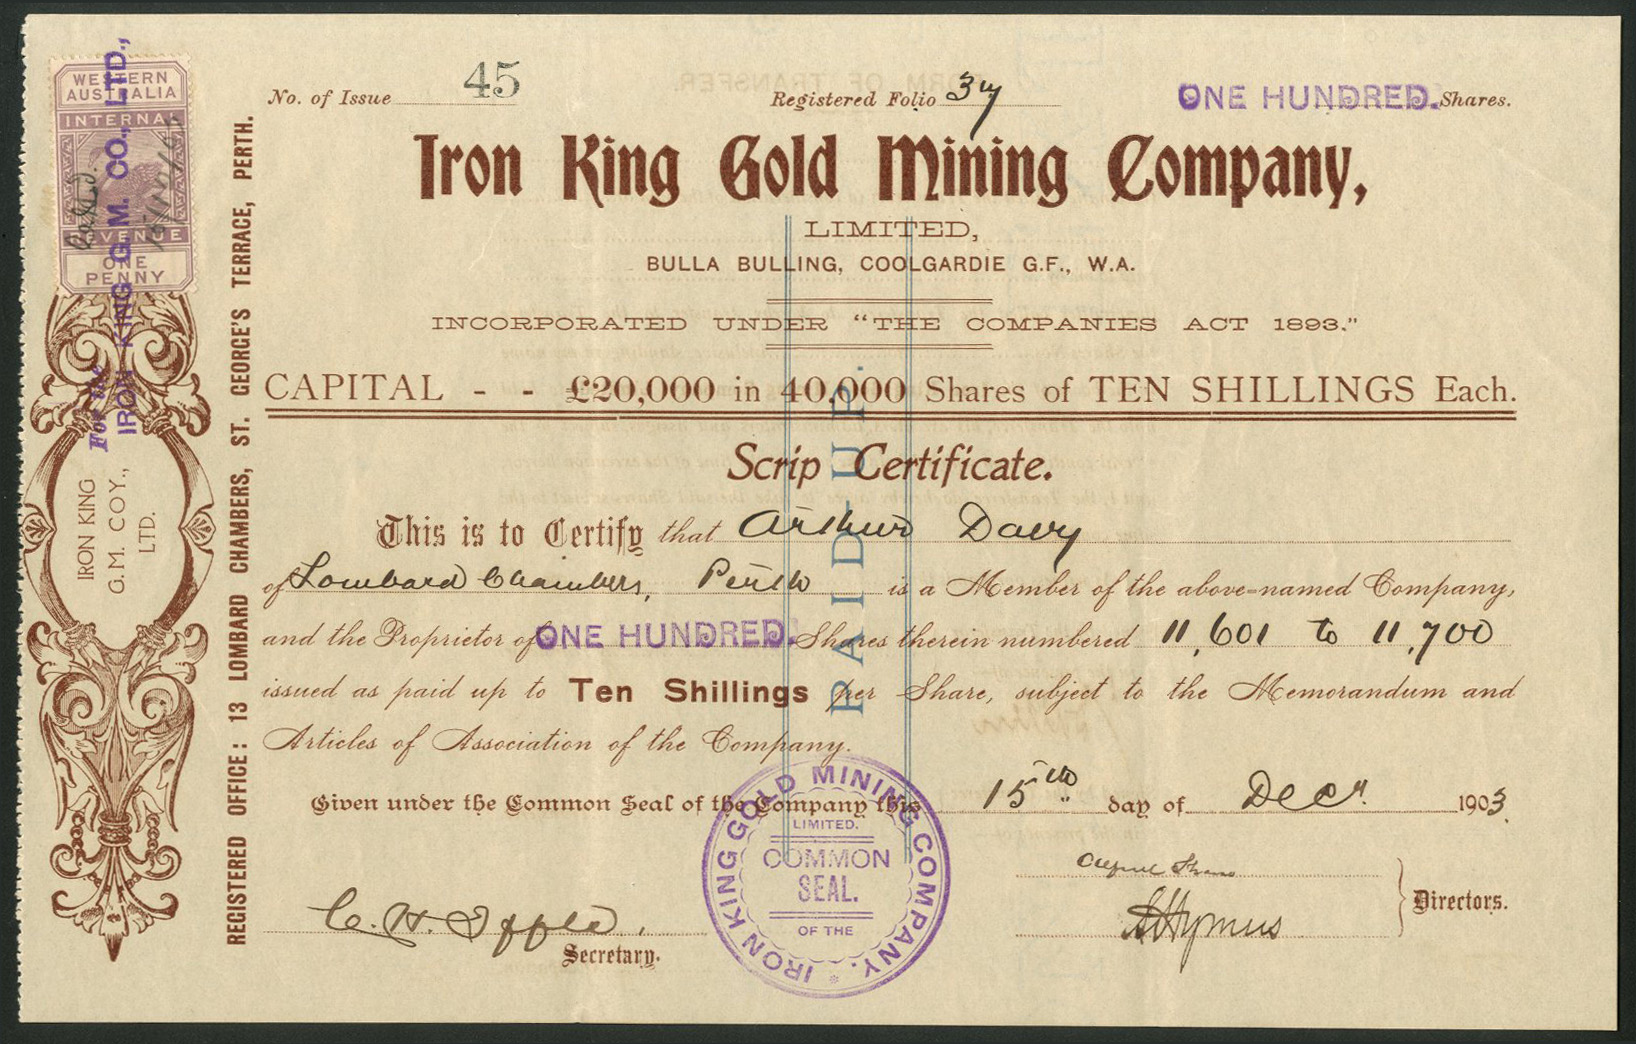 WESTERN
AUSTRALIA
INTERNAL
REVENUE
ONE
PENNY
For the
IRON KING G.M. CO., LTD.,
IRON KING
G.M. COY.,
LTD.
REGISTERED OFFICE: 13 LOMBARD CHAMBERS, ST. GEORGE'S TERRACE, PERTH.
No. of Issue 45 Registered Folio 34 ONE HUNDRED. Shares.
Iron King Gold Mining Company,
LIMITED,
BULLA BULLING, COOLGARDIE G.F., W.A.
INCORPORATED UNDER "THE COMPANIES ACT 1893."
CAPITAL - - £20,000 in 40,000 Shares of TEN SHILLINGS Each.
Scrip Certificate.
This is to Certify that Arthur Davy
of Lombard Chambers, Perth is a Member of the above-named Company,
and the Proprietor of ONE HUNDRED. Shares therein numbered 11,601 to 11,700
issued as paid up to Ten Shillings per Share, subject to the Memorandum and
Articles of Association of the Company.
PAID-UP.
Given under the Common Seal of the Company this 15th day of Decr. 1903.
IRON KING GOLD MINING COMPANY.
LIMITED.
COMMON
SEAL.
OF THE
C. H.
Secretary.
Hymus
Directors.